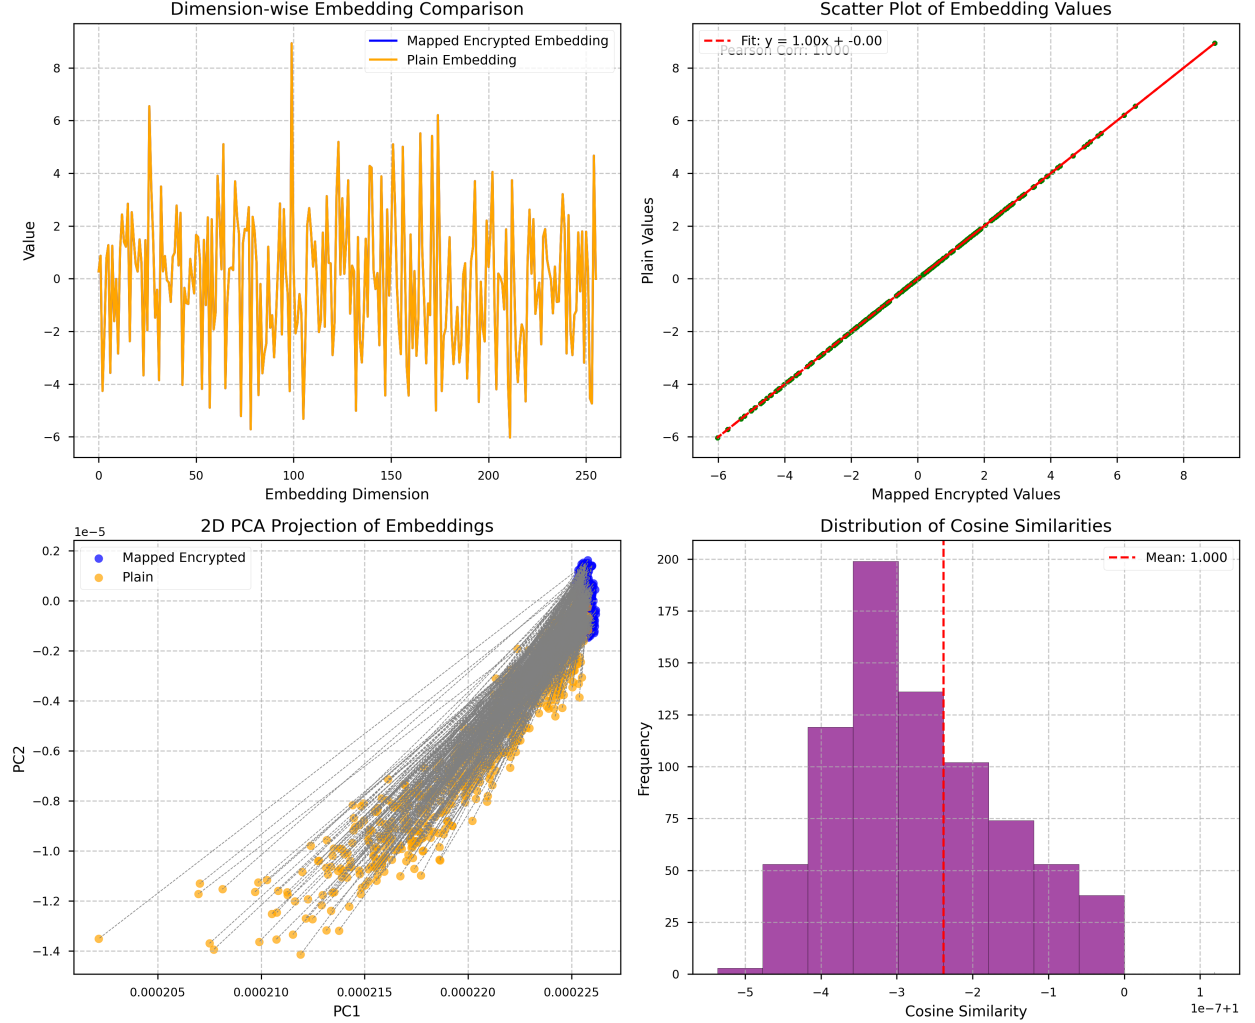 Dimension-wise Embedding Comparison
Mapped Encrypted Embedding
Plain Embedding
Value
8
6
4
2
0
−2
−4
−6
0 50 100 150 200 250
Embedding Dimension
Scatter Plot of Embedding Values
Fit: y = 1.00x + -0.00
Pearson Corr: 1.000
Plain Values
8
6
4
2
0
−2
−4
−6
−6 −4 −2 0 2 4 6 8
Mapped Encrypted Values
2D PCA Projection of Embeddings
1e−5
Mapped Encrypted
Plain
PC2
0.2
0.0
−0.2
−0.4
−0.6
−0.8
−1.0
−1.2
−1.4
0.000205 0.000210 0.000215 0.000220 0.000225
PC1
Distribution of Cosine Similarities
Mean: 1.000
Frequency
200
175
150
125
100
75
50
25
0
−5 −4 −3 −2 −1 0 1
1e−7+1
Cosine Similarity